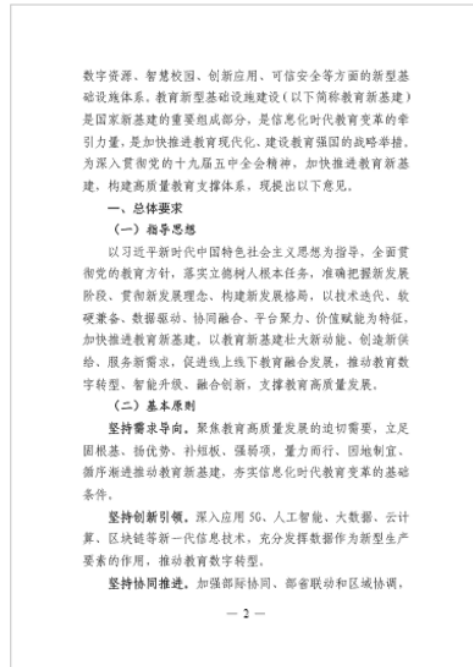 数字资源、智慧校园、创新应用、可信安全等方面的新型基
础设施体系。教育新型基础设施建设（以下简称教育新基建）
是国家新基建的重要组成部分，是信息化时代教育变革的牵
引力量，是加快推进教育现代化、建设教育强国的战略举措。
为深入贯彻党的十九届五中全会精神，加快推进教育新基
建，构建高质量教育支撑体系，现提出以下意见。
一、总体要求
（一）指导思想
以习近平新时代中国特色社会主义思想为指导，全面贯
彻党的教育方针，落实立德树人根本任务，准确把握新发展
阶段、贯彻新发展理念、构建新发展格局，以技术迭代、软
硬兼备、数据驱动、协同融合、平台聚力、价值赋能为特征，
加快推进教育新基建。以教育新基建壮大新动能、创造新供
给、服务新需求，促进线上线下教育融合发展，推动教育数
字转型、智能升级、融合创新，支撑教育高质量发展。
（二）基本原则
坚持需求导向。聚焦教育高质量发展的迫切需要，立足
固根基、扬优势、补短板、强弱项，量力而行、因地制宜、
循序渐进推动教育新基建，夯实信息化时代教育变革的基础
条件。
坚持创新引领。深入应用 5G、人工智能、大数据、云计
算、区块链等新一代信息技术，充分发挥数据作为新型生产
要素的作用，推动教育数字转型。
坚持协同推进。加强部际协同、部省联动和区域协调，
— 2 —